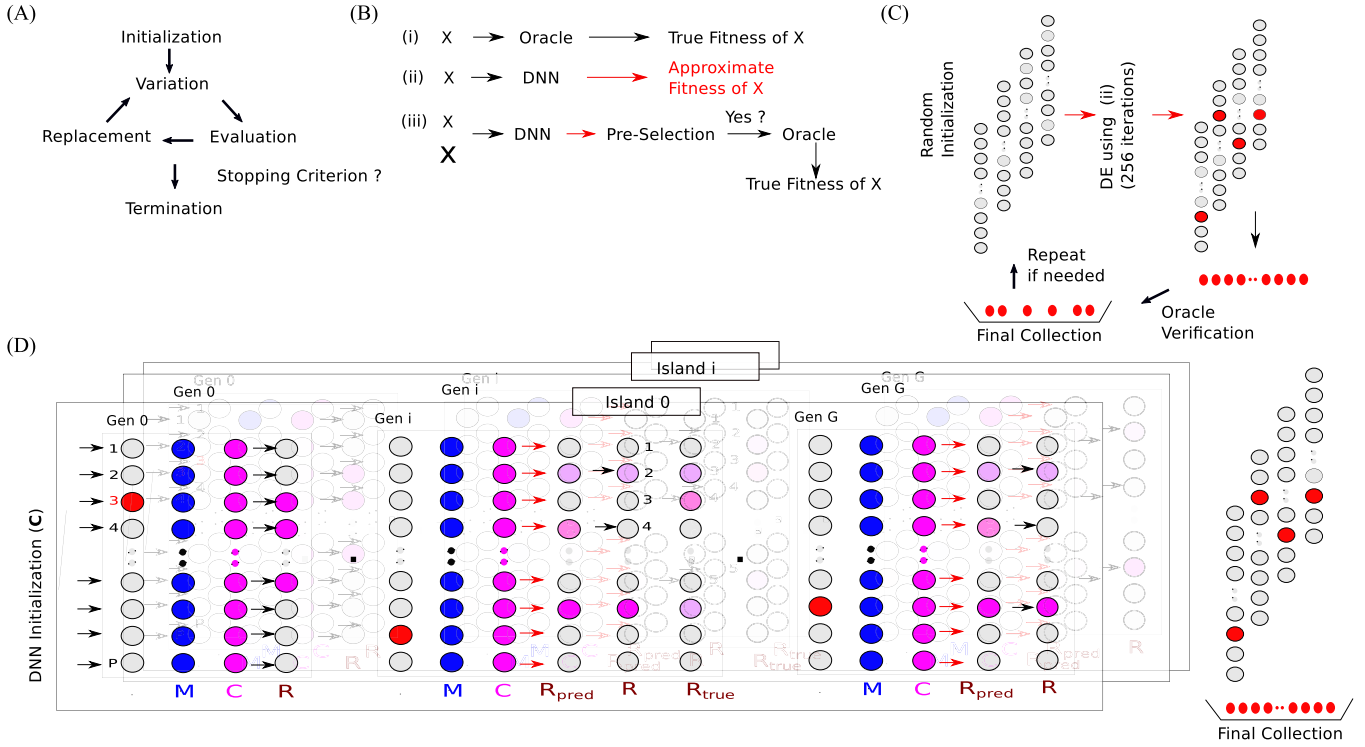 (A)
Initialization
Variation
Replacement
Evaluation
Stopping Criterion ?
Termination
(B)
(i) X Oracle True Fitness of X
(ii) X DNN Approximate
Fitness of X
(iii) X
X
DNN Pre-Selection Yes ? Oracle
True Fitness of X
(C)
Random
Initialization
DE using (ii)
(256 iterations)
Repeat
if needed
Final Collection
Oracle
Verification
(D)
Island i
Island 0
Gen 0 Gen i Gen G
Gen 0 Gen i Gen G
Gen 0 Gen i Gen G
DNN Initialization (C)
1 1
2 2
3 3
4 4
P
M C R M C Rpred R Rtrue M C Rpred R
Final Collection